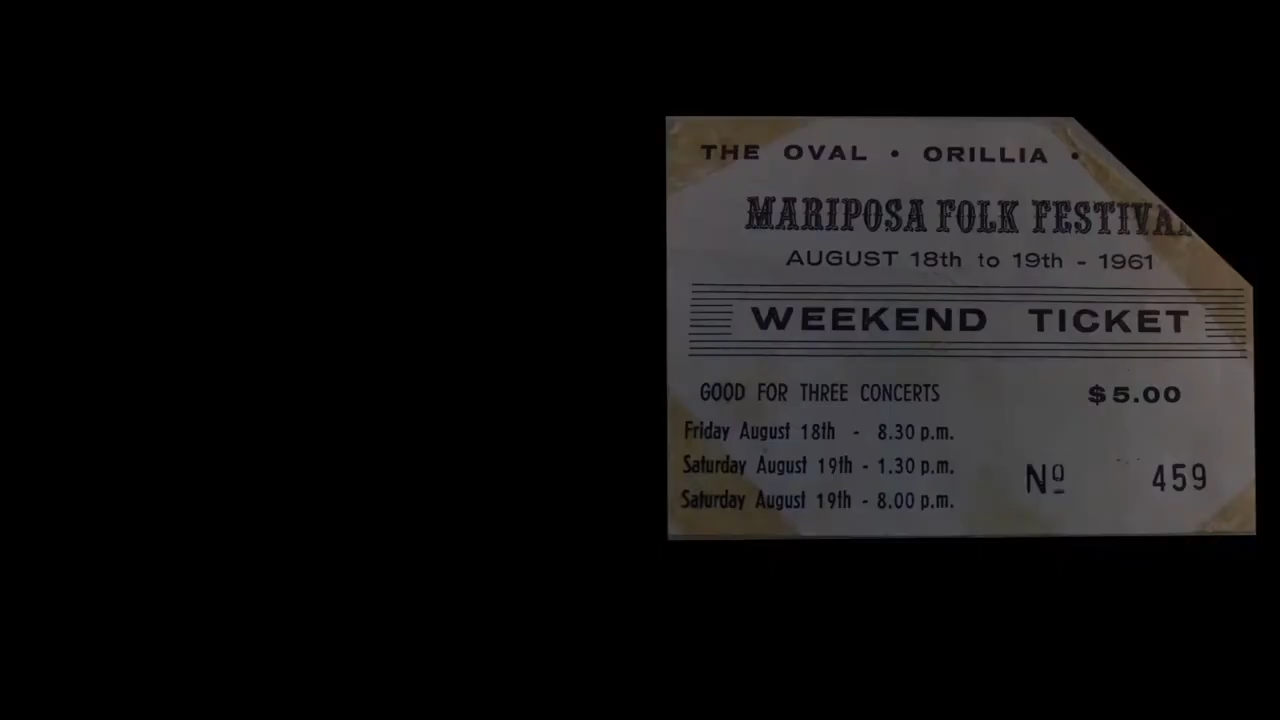 THE OVAL • ORILLIA •
MARIPOSA FOLK FESTIVAL
AUGUST 18th to 19th - 1961
WEEKEND TICKET
GOOD FOR THREE CONCERTS $5.00
Friday August 18th - 8.30 p.m.
Saturday August 19th - 1.30 p.m.
Saturday August 19th - 8.00 p.m.
Nº 459